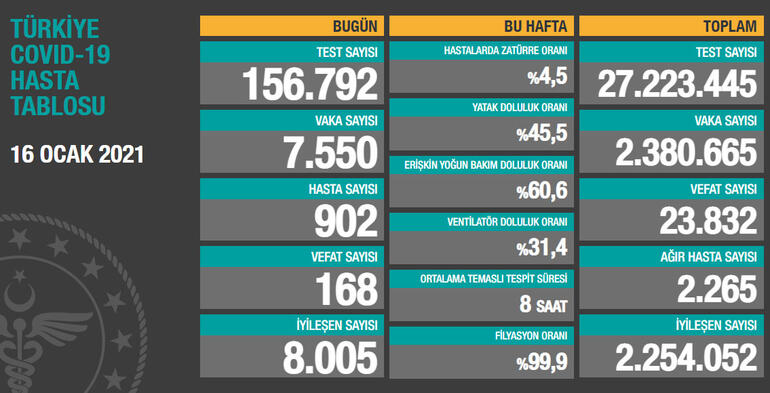 TÜRKİYE
COVID-19
HASTA
TABLOSU
16 OCAK 2021
BUGÜN
TEST SAYISI
156.792
VAKA SAYISI
7.550
HASTA SAYISI
902
VEFAT SAYISI
168
İYİLEŞEN SAYISI
8.005
BU HAFTA
HASTALARDA ZATÜRRE ORANI
%4,5
YATAK DOLULUK ORANI
%45,5
ERİŞKİN YOĞUN BAKIM DOLULUK ORANI
%60,6
VENTİLATÖR DOLULUK ORANI
%31,4
ORTALAMA TEMASLI TESPİT SÜRESİ
8 SAAT
FİLYASYON ORANI
%99,9
TOPLAM
TEST SAYISI
27.223.445
VAKA SAYISI
2.380.665
VEFAT SAYISI
23.832
AĞIR HASTA SAYISI
2.265
İYİLEŞEN SAYISI
2.254.052